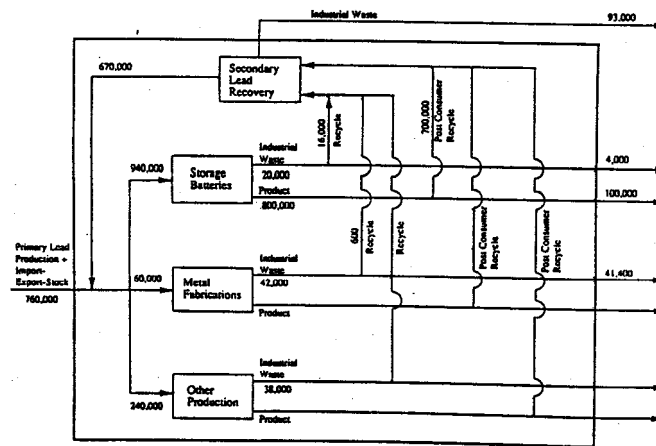 Industrial Waste
93,000
670,000
Secondary
Lead
Recovery
16,000
Recycle
700,000
Post Consumer
Recycle
940,000
Storage
Batteries
Industrial
Waste
20,000
4,000
Product
800,000
100,000
Primary Lead
Production +
Import-
Export-Stock
760,000
60,000
Metal
Fabrications
Industrial
Waste
42,000
600
Recycle
Recycle
Post Consumer
Recycle
Post Consumer
Recycle
41,400
Product
240,000
Other
Production
Industrial
Waste
38,000
Product